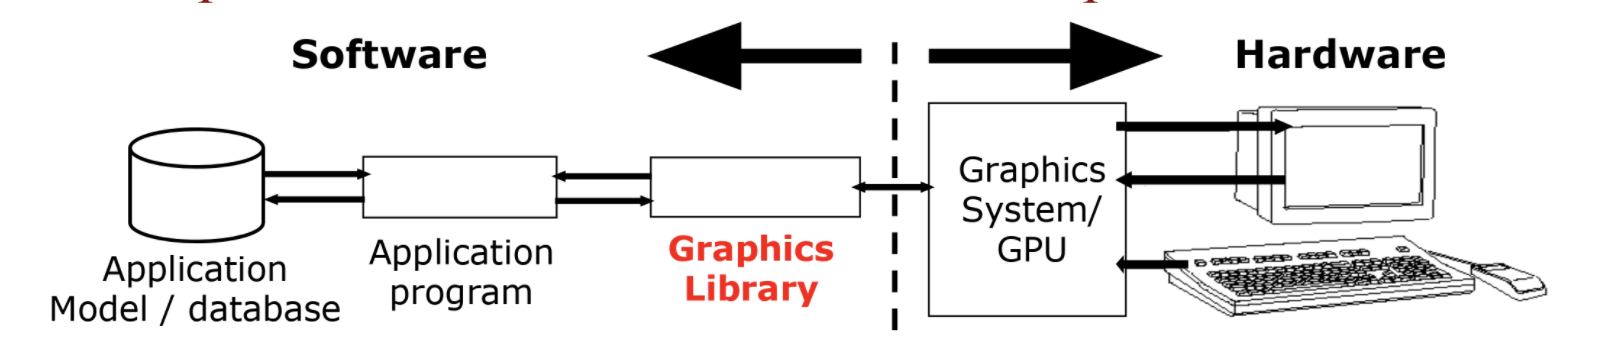 Software
Hardware
Application
Model / database
Application
program
Graphics
Library
Graphics
System/
GPU